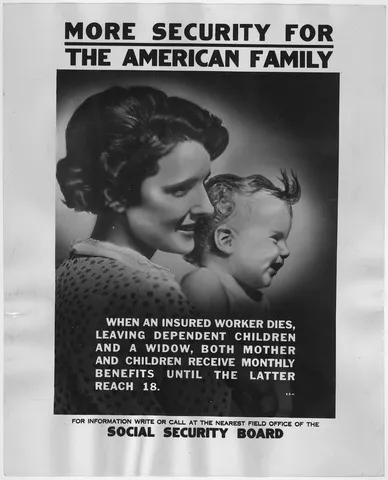 MORE SECURITY FOR
THE AMERICAN FAMILY
WHEN AN INSURED WORKER DIES,
LEAVING DEPENDENT CHILDREN
AND A WIDOW, BOTH MOTHER
AND CHILDREN RECEIVE MONTHLY
BENEFITS UNTIL THE LATTER
REACH 18.
FOR INFORMATION WRITE OR CALL AT THE NEAREST FIELD OFFICE OF THE
SOCIAL SECURITY BOARD